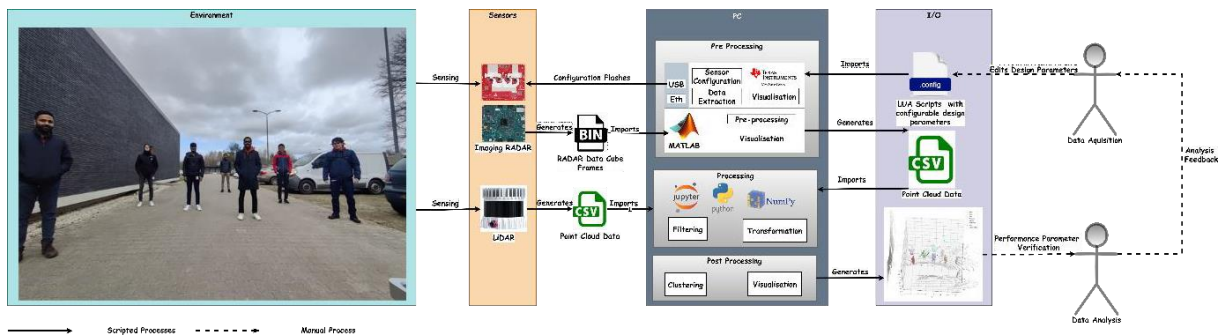 Environment
Sensors
PC
I/O
Sensing
Configuration Flashes
Imports
Edits Design Parameters
Pre Processing
USB
Eth
Sensor
Configuration
Data
Extraction
TEXAS
INSTRUMENTS
Visualisation
.config
LUA Scripts with
configurable design
parameters
Data Aquisition
Imaging RADAR
Generates
BIN
RADAR Data Cube
Frames
Imports
MATLAB
Pre-processing
Visualisation
Generates
CSV
Point Cloud Data
Analysis
Feedback
Sensing
LiDAR
Generates
CSV
Point Cloud Data
Imports
Processing
jupyter
python
NumPy
Filtering
Transformation
Imports
Post Processing
Clustering
Visualisation
Generates
Performance Parameter
Verification
Data Analysis
Scripted Processes
Manual Process